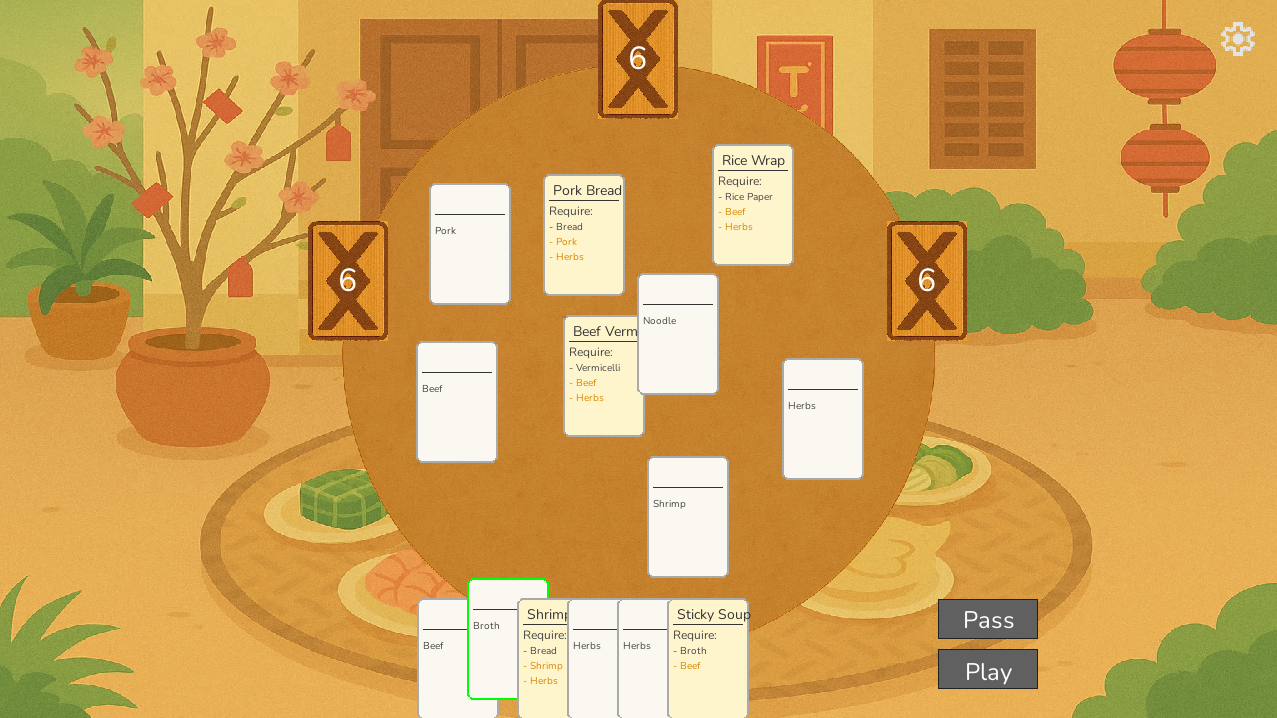 6
T
Rice Wrap
Require:
- Rice Paper
- Beef
- Herbs
Pork Bread
Require:
- Bread
- Pork
- Herbs
Pork
6
6
Noodle
Beef Verm
Require:
- Vermicelli
- Beef
- Herbs
Beef
Herbs
Shrimp
Beef
Broth
Shrimp
Require:
- Bread
- Shrimp
- Herbs
Herbs
Herbs
Sticky Soup
Require:
- Broth
- Beef
Pass
Play